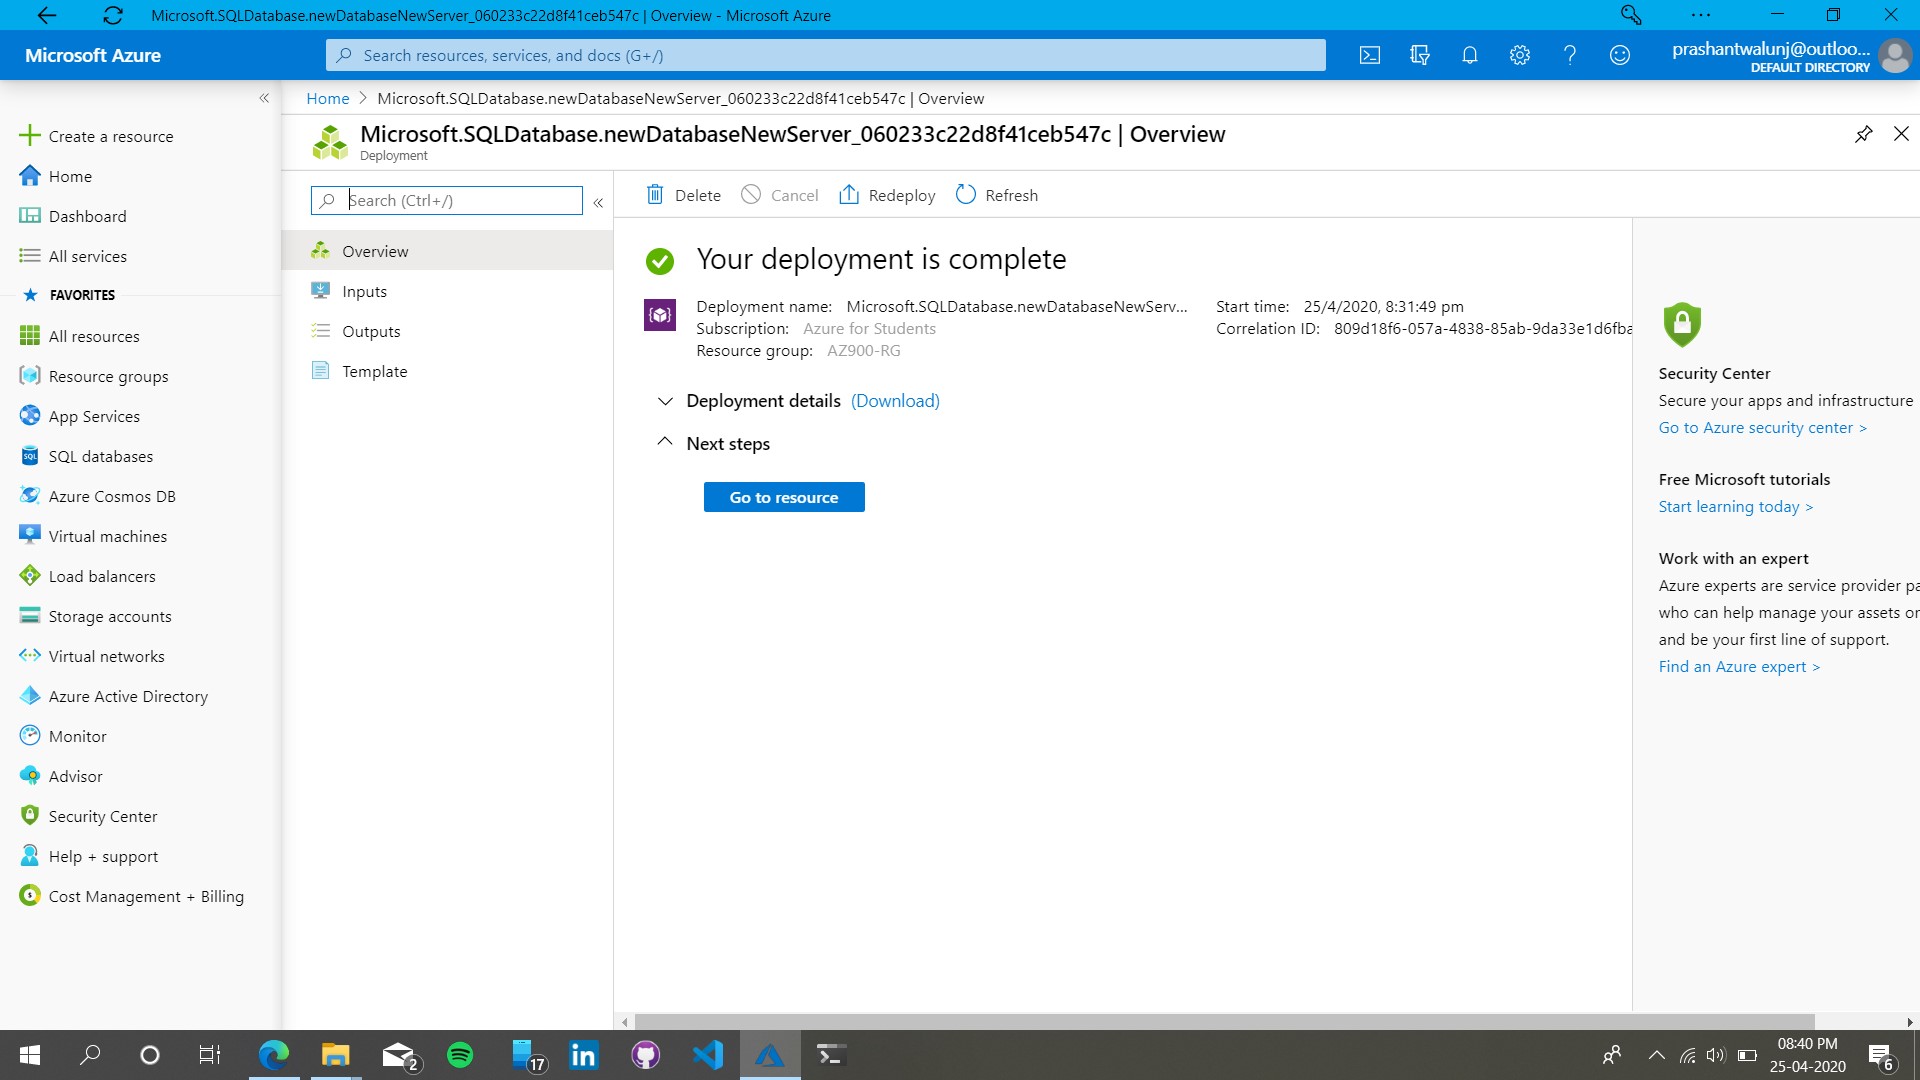 Microsoft.SQLDatabase.newDatabaseNewServer_060233c22d8f41ceb547c | Overview - Microsoft Azure
Microsoft Azure
Search resources, services, and docs (G+/)
prashantwalunj@outloo...
DEFAULT DIRECTORY
Home > Microsoft.SQLDatabase.newDatabaseNewServer_060233c22d8f41ceb547c | Overview
Microsoft.SQLDatabase.newDatabaseNewServer_060233c22d8f41ceb547c | Overview
Deployment
Create a resource
Home
Dashboard
All services
FAVORITES
All resources
Resource groups
App Services
SQL databases
Azure Cosmos DB
Virtual machines
Load balancers
Storage accounts
Virtual networks
Azure Active Directory
Monitor
Advisor
Security Center
Help + support
Cost Management + Billing
Search (Ctrl+/)
Overview
Inputs
Outputs
Template
Delete Cancel Redeploy Refresh
Your deployment is complete
Deployment name: Microsoft.SQLDatabase.newDatabaseNewServ...
Subscription: Azure for Students
Resource group: AZ900-RG
Start time: 25/4/2020, 8:31:49 pm
Correlation ID: 809d18f6-057a-4838-85ab-9da33e1d6fba
Deployment details (Download)
Next steps
Go to resource
Security Center
Secure your apps and infrastructure
Go to Azure security center >
Free Microsoft tutorials
Start learning today >
Work with an expert
Azure experts are service provider pa
who can help manage your assets or
and be your first line of support.
Find an Azure expert >
2
17
08:40 PM
25-04-2020
6